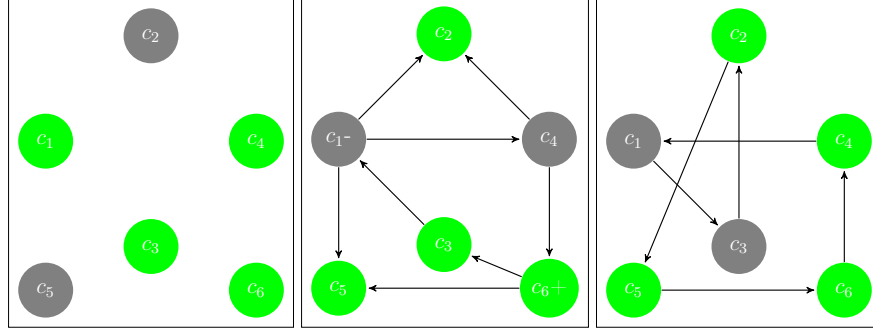 c₂
c₁ c₄
c₃
c₅ c₆
c₂
c₁- c₄
c₃
c₅ c₆+
c₂
c₁ c₄
c₃
c₅ c₆